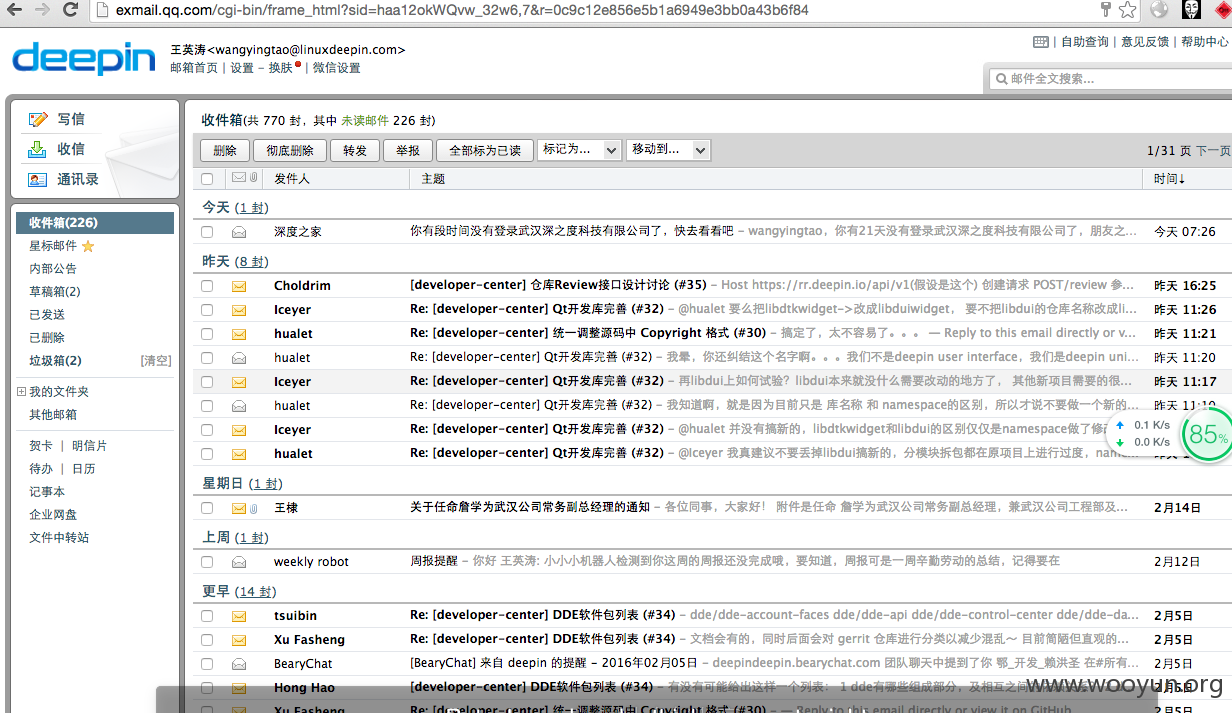 exmail.qq.com/cgi-bin/frame_html?sid=haa12okWQvw_32w6,7&r=0c9c12e856e5b1a6949e3bb0a43b6f84
deepin
王英涛<wangyingtao@linuxdeepin.com>
邮箱首页 | 设置 - 换肤 | 微信设置
自助查询 | 意见反馈 | 帮助中心
邮件全文搜索...
写信
收信
通讯录
收件箱(226)
星标邮件
内部公告
草稿箱(2)
已发送
已删除
垃圾箱(2) [清空]
我的文件夹
其他邮箱
贺卡 | 明信片
待办 | 日历
记事本
企业网盘
文件中转站
收件箱(共 770 封，其中 未读邮件 226 封)
删除 彻底删除 转发 举报 全部标为已读 标记为... 移动到... 1/31 页 下一页
发件人 主题 时间↓
今天 (1 封)
深度之家 你有段时间没有登录武汉深之度科技有限公司了，快去看看吧 - wangyingtao，你有21天没有登录武汉深之度科技有限公司了，朋友之... 今天 07:26
昨天 (8 封)
Choldrim [developer-center] 仓库Review接口设计讨论 (#35) - Host https://rr.deepin.io/api/v1(假设是这个) 创建请求 POST/review 参... 昨天 16:25
Iceyer Re: [developer-center] Qt开发库完善 (#32) - @hualet 要么把libdtkwidget->改成libduiwidget， 要不把libdui的仓库名称改成li... 昨天 11:26
hualet Re: [developer-center] 统一调整源码中 Copyright 格式 (#30) - 搞定了，太不容易了。。。 — Reply to this email directly or v... 昨天 11:21
hualet Re: [developer-center] Qt开发库完善 (#32) - 我晕，你还纠结这个名字啊。。。我们不是deepin user interface，我们是deepin uni... 昨天 11:20
Iceyer Re: [developer-center] Qt开发库完善 (#32) - 再libdui上如何试验？libdui本来就没什么需要改动的地方了， 其他新项目需要的很... 昨天 11:17
hualet Re: [developer-center] Qt开发库完善 (#32) - 我知道啊，就是因为目前只是 库名称 和 namespace的区别，所以才说不要做一个新的... 昨天 11:10
Iceyer Re: [developer-center] Qt开发库完善 (#32) - @hualet 并没有搞新的，libdtkwidget和libdui的区别仅仅是namespace做了修
hualet Re: [developer-center] Qt开发库完善 (#32) - @Iceyer 我真建议不要丢掉libdui搞新的，分模块拆包都在原项目上进行过度，
0.1 K/s
0.0 K/s
85%
星期日 (1 封)
王棣 关于任命詹学为武汉公司常务副总经理的通知 - 各位同事，大家好！ 附件是任命 詹学为武汉公司常务副总经理，兼武汉公司工程部及... 2月14日
上周 (1 封)
weekly robot 周报提醒 - 你好 王英涛: 小小小机器人检测到你这周的周报还没完成哦，要知道，周报可是一周辛勤劳动的总结，记得要在 2月12日
更早 (14 封)
tsuibin Re: [developer-center] DDE软件包列表 (#34) - dde/dde-account-faces dde/dde-api dde/dde-control-center dde/dde-da... 2月5日
Xu Fasheng Re: [developer-center] DDE软件包列表 (#34) - 文档会有的，同时后面会对 gerrit 仓库进行分类以减少混乱～ 目前简陋但直观的... 2月5日
BearyChat [BearyChat] 来自 deepin 的提醒 - 2016年02月05日 - deepindeepin.bearychat.com 团队聊天中提到了你 鄂_开发_赖洪圣 在#所有... 2月5日
Hong Hao [developer-center] DDE软件包列表 (#34) - 有没有可能给出这样一个列表： 1 dde有哪些组成部分，及相互之间 2月5日
Xu Fasheng Re: [developer-center] DDE软件包列表 (#34) — Reply to this email directly or view it on GitHub 2月5日
www.wooyun.org